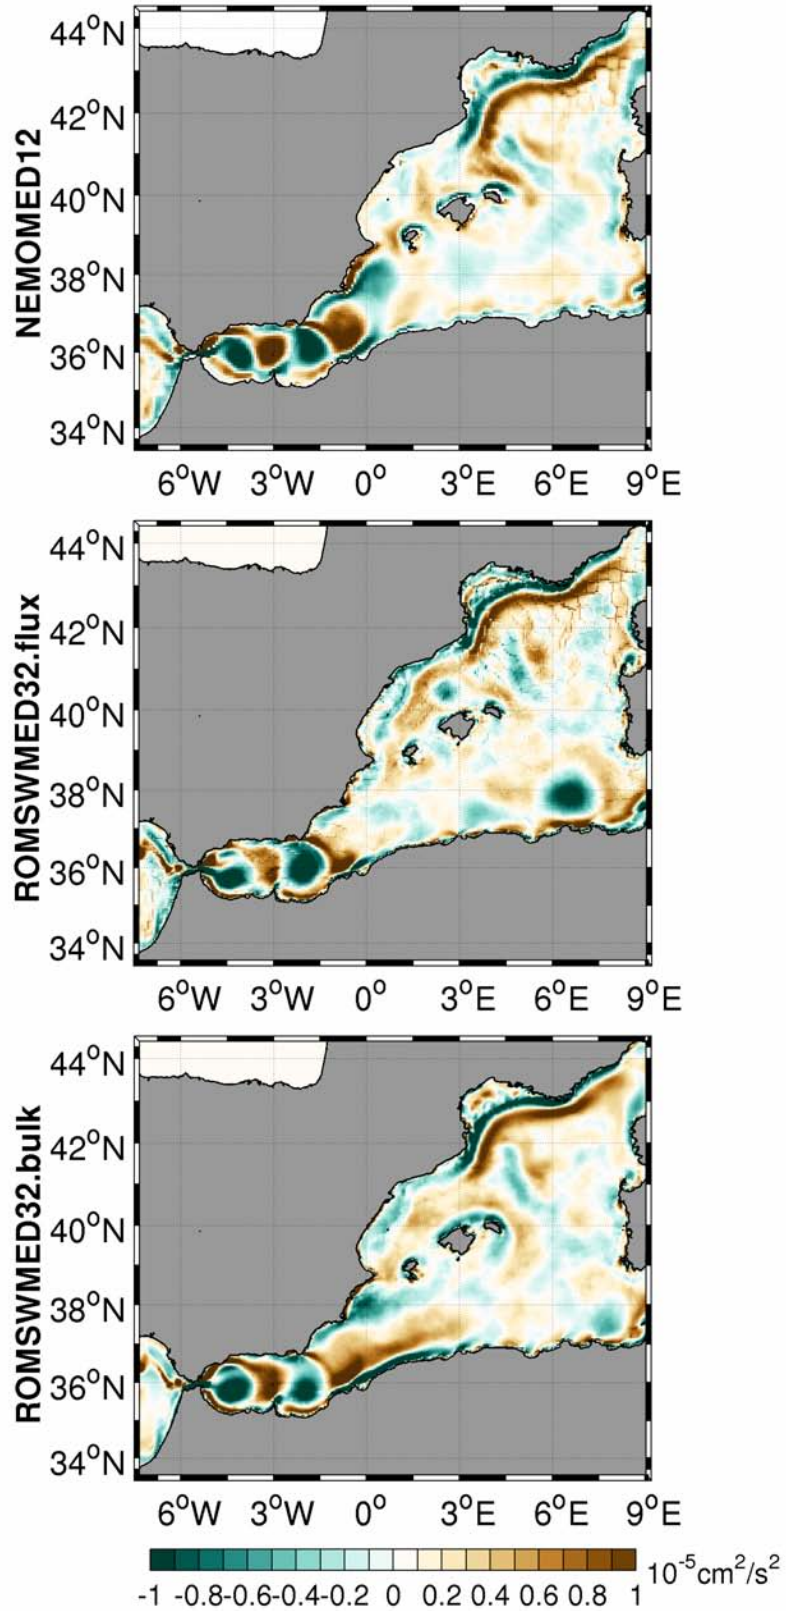 NEMOMED12
44°N
42°N
40°N
38°N
36°N
34°N
6°W 3°W 0° 3°E 6°E 9°E
ROMSWMED32.flux
44°N
42°N
40°N
38°N
36°N
34°N
6°W 3°W 0° 3°E 6°E 9°E
ROMSWMED32.bulk
44°N
42°N
40°N
38°N
36°N
34°N
6°W 3°W 0° 3°E 6°E 9°E
10⁻⁵cm²/s²
-1 -0.8-0.6-0.4-0.2 0 0.2 0.4 0.6 0.8 1